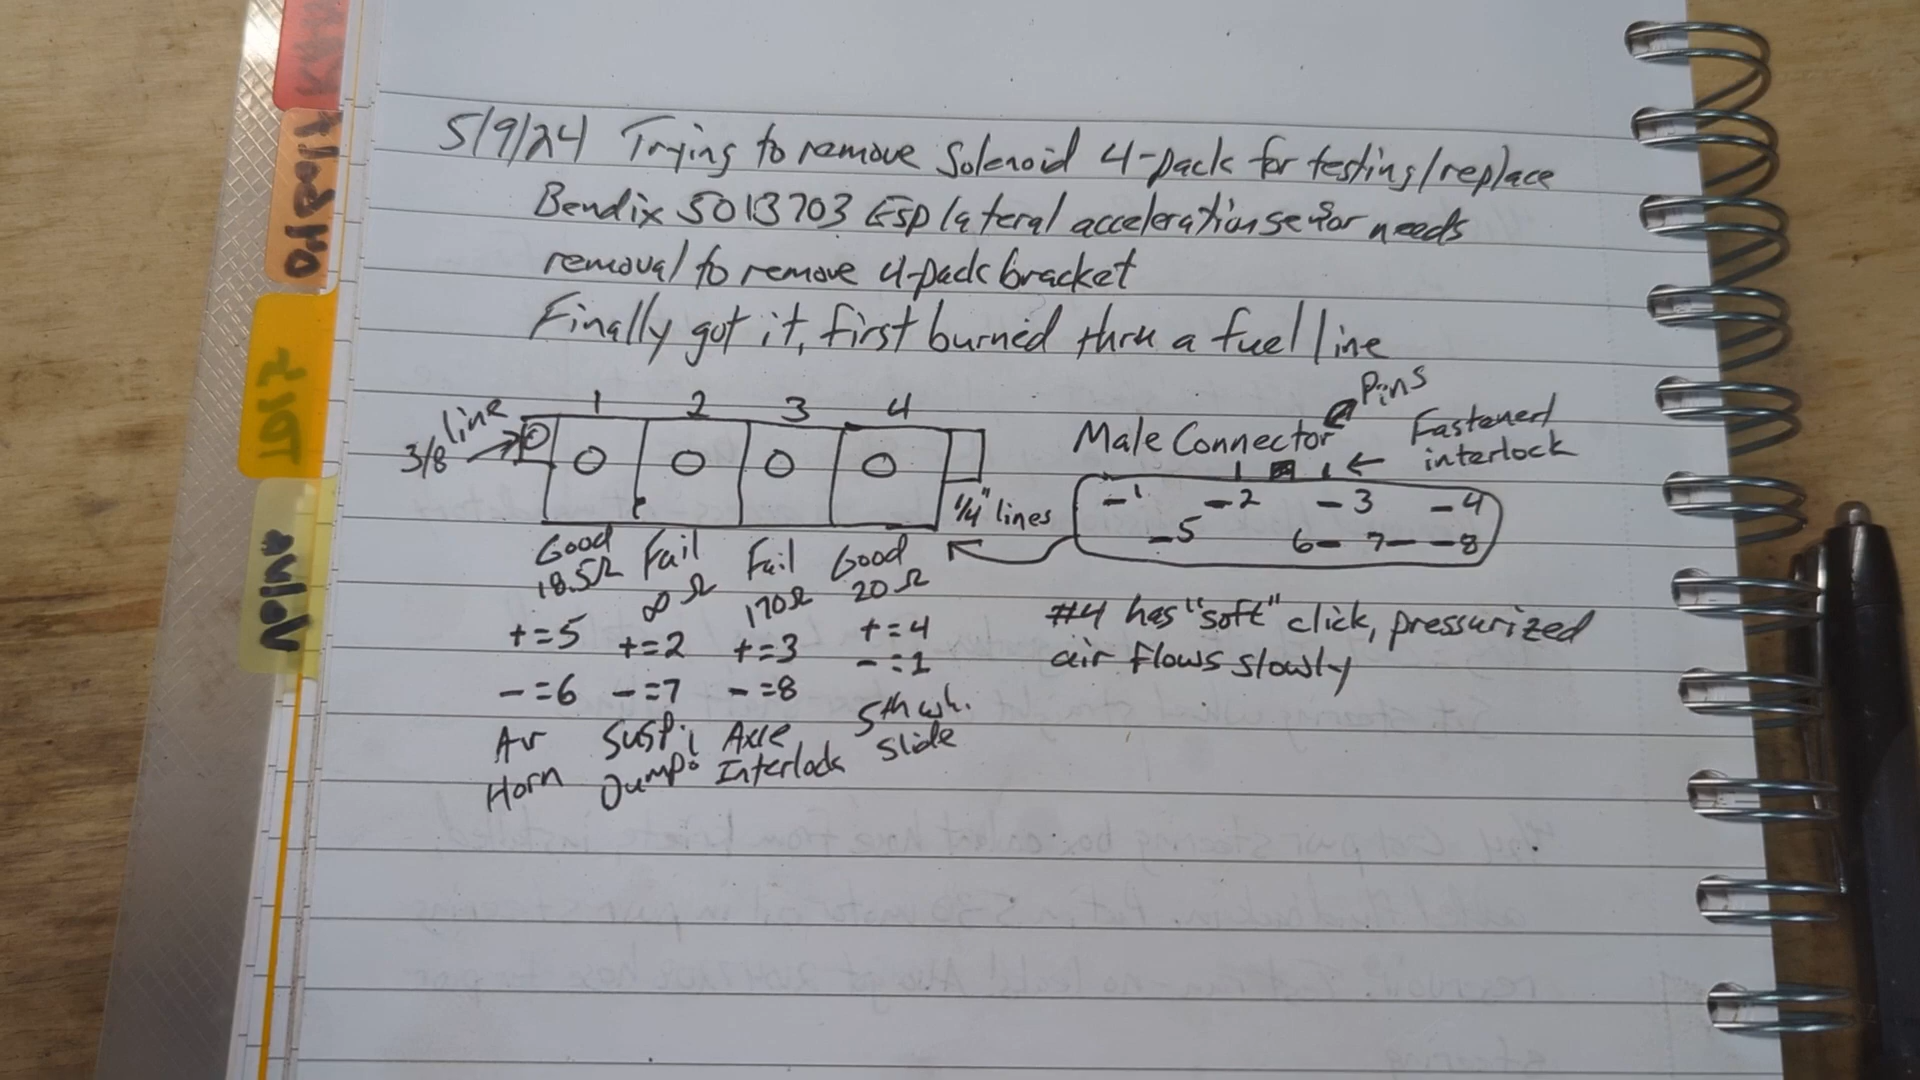 5/9/24 Trying to remove Solenoid 4-pack for testing/replace
Bendix 5013703 Esp lateral acceleration sensor needs
removal to remove 4-pack bracket
Finally got it, first burned thru a fuel line
3/8 line
1 2 3 4
1/4" lines
Good Fail Fail Good
18.5Ω ∞Ω 170Ω 20Ω
+=5 +=2 +=3 +=4
-=6 -=7 -=8 -=1
Air Horn
Susp. Dump
Axle Interlock
5th wh. slide
Pins
Male Connector
Fastener/
interlock
-1 -2 -3 -4
-5 6- 7- -8
#4 has "soft" click, pressurized
air flows slowly
2017
Volvo